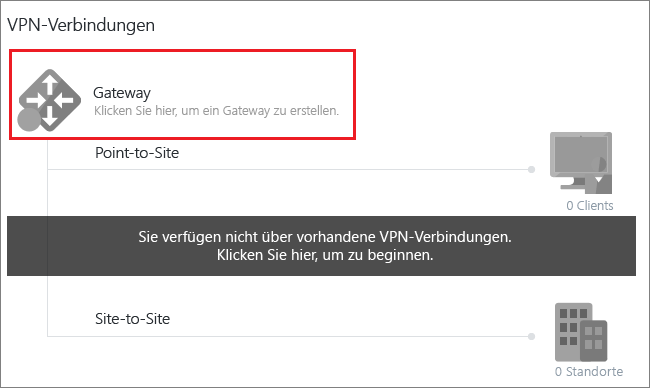 VPN-Verbindungen
Gateway
Klicken Sie hier, um ein Gateway zu erstellen.
Point-to-Site
0 Clients
Sie verfügen nicht über vorhandene VPN-Verbindungen.
Klicken Sie hier, um zu beginnen.
Site-to-Site
0 Standorte